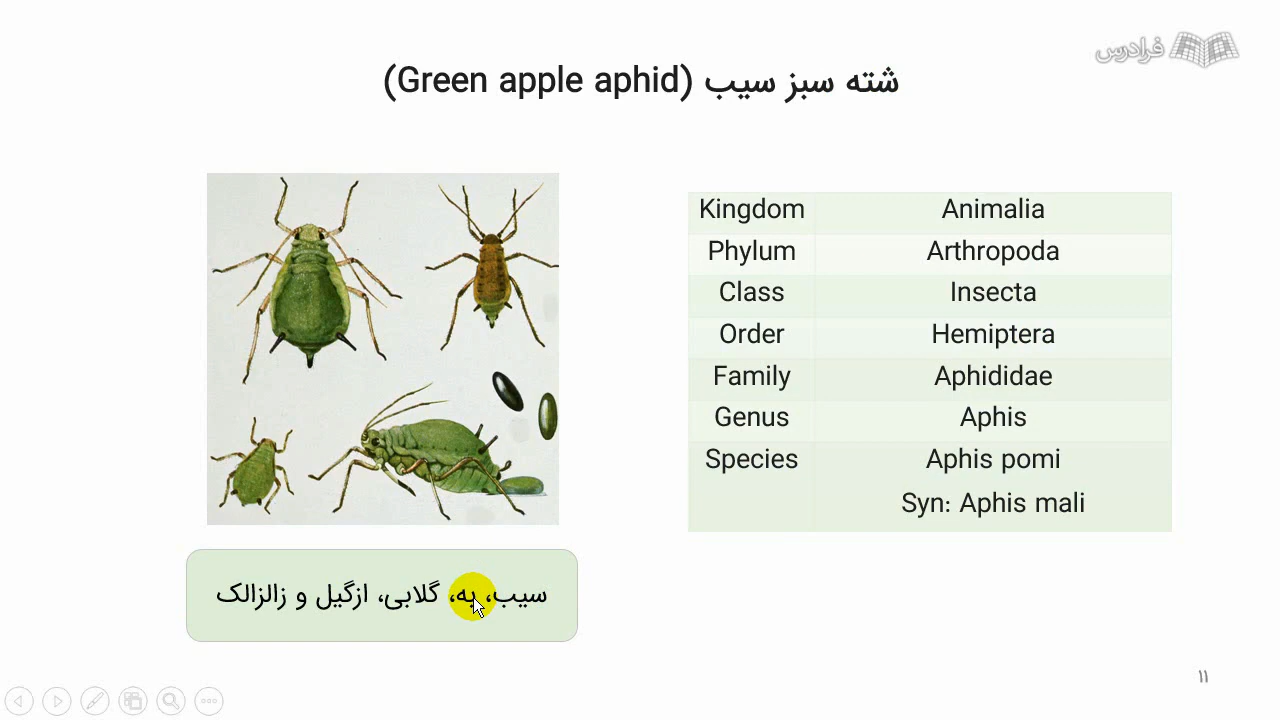 فرادرس
شته سبز سیب (Green apple aphid)
Kingdom Animalia
Phylum Arthropoda
Class Insecta
Order Hemiptera
Family Aphididae
Genus Aphis
Species Aphis pomi
Syn: Aphis mali
سیب، به، گلابی، ازگیل و زالزالک
۱۱